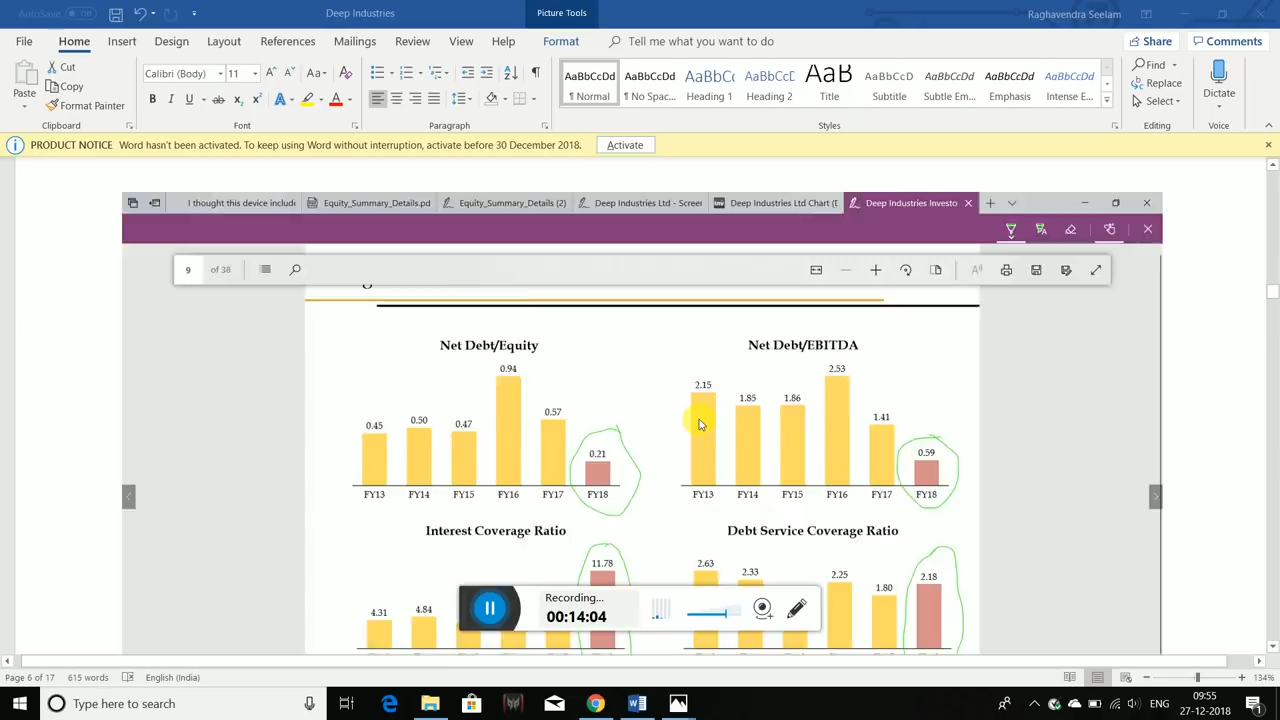 AutoSave Off
Deep Industries
Picture Tools
Raghavendra Seelam
File Home Insert Design Layout References Mailings Review View Help Format Tell me what you want to do Share Comments
Paste
Cut
Copy
Format Painter
Clipboard
Calibri (Body) 11
Font
Paragraph
AaBbCcDd AaBbCcDd AaBbC AaBbCcD AaB AaBbCcD AaBbCcDd AaBbCcDd AaBbCcDd
¶ Normal ¶ No Spac... Heading 1 Heading 2 Title Subtitle Subtle Em... Emphasis Intense E...
Styles
Find
Replace
Select
Editing
Dictate
Voice
PRODUCT NOTICE Word hasn't been activated. To keep using Word without interruption, activate before 30 December 2018. Activate
I thought this device include Equity_Summary_Details.pd Equity_Summary_Details (2) Deep Industries Ltd - Screer Deep Industries Ltd Chart (D Deep Industries Investo
9 of 38
Net Debt/Equity
0.45 0.50 0.47 0.94 0.57 0.21
FY13 FY14 FY15 FY16 FY17 FY18
Net Debt/EBITDA
2.15 1.85 1.86 2.53 1.41 0.59
FY13 FY14 FY15 FY16 FY17 FY18
Interest Coverage Ratio
4.31 4.84 11.78
Debt Service Coverage Ratio
2.63 2.33 2.25 1.80 2.18
Recording...
00:14:04
Page 6 of 17 615 words English (India) 134%
Type here to search
09:55
27-12-2018